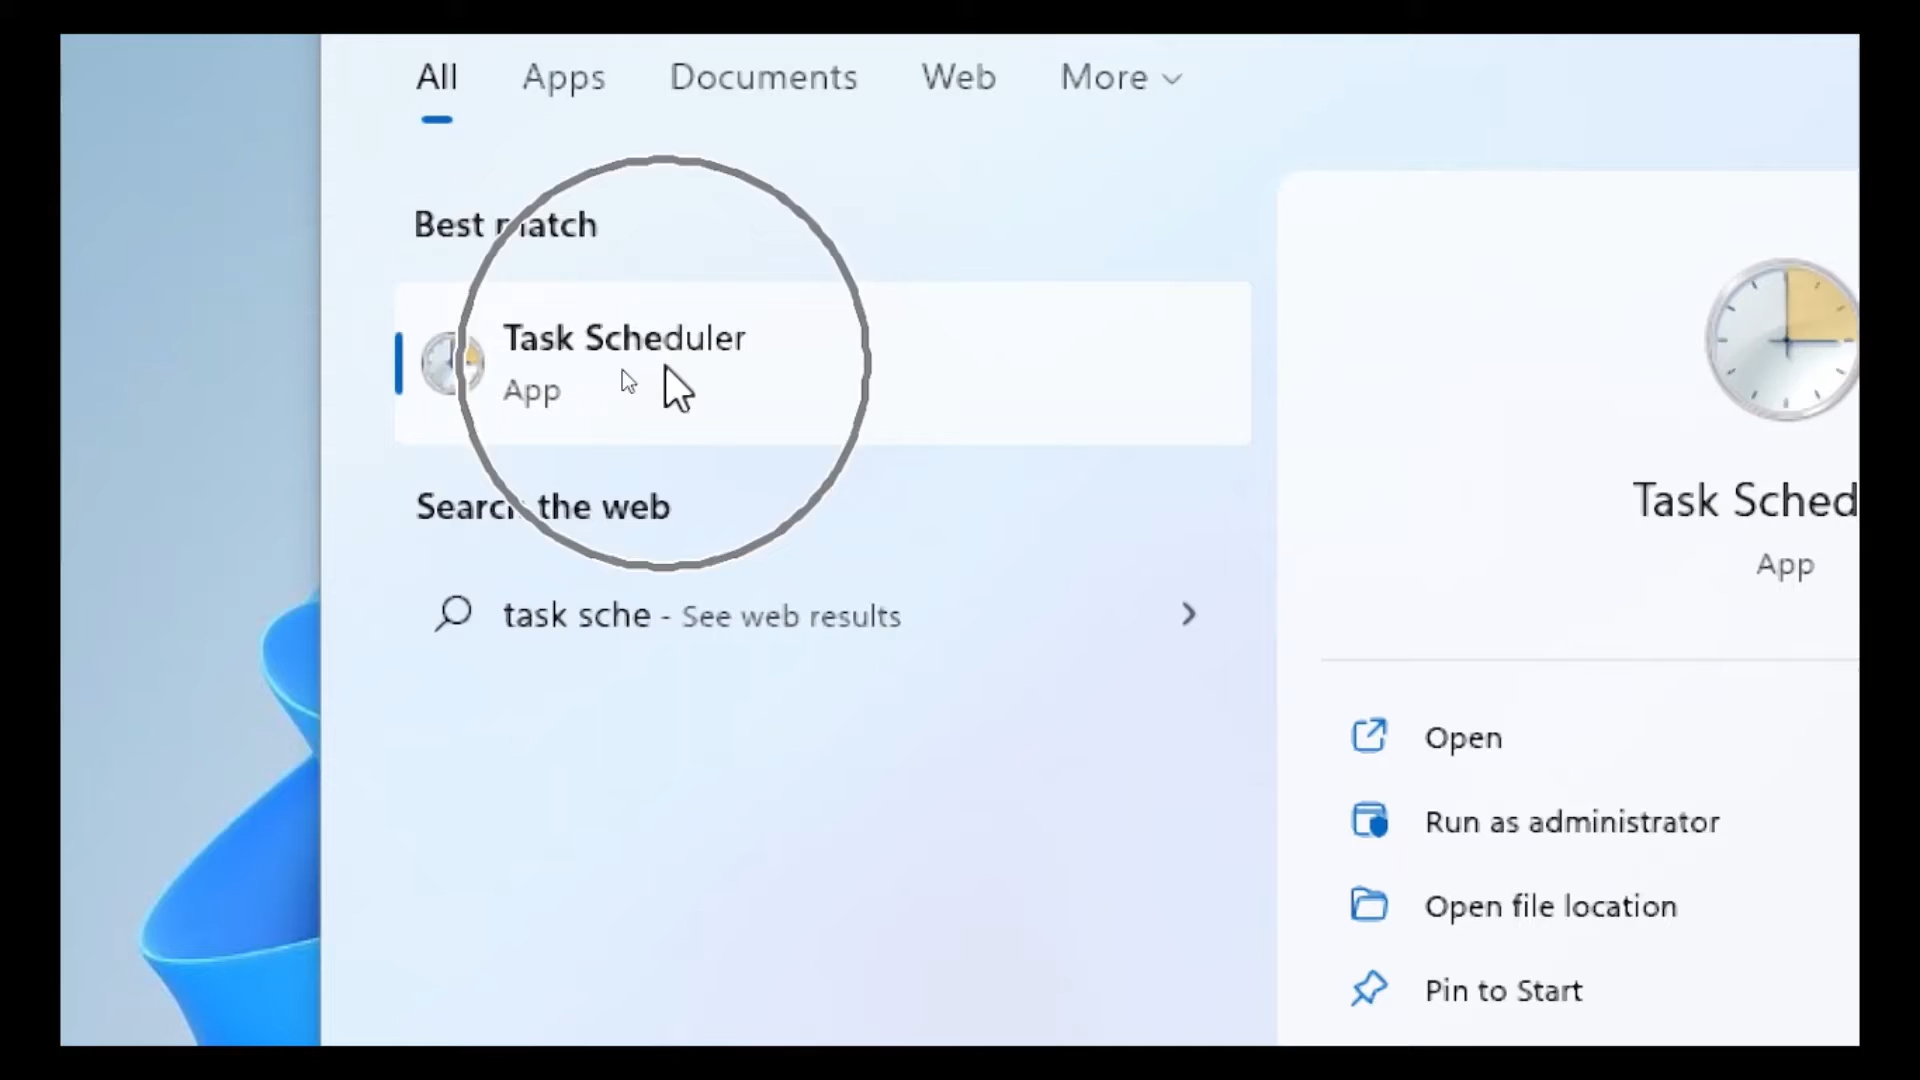 All Apps Documents Web More
Best match
Task Scheduler
App
Search the web
task sche - See web results
Task Sched
App
Open
Run as administrator
Open file location
Pin to Start